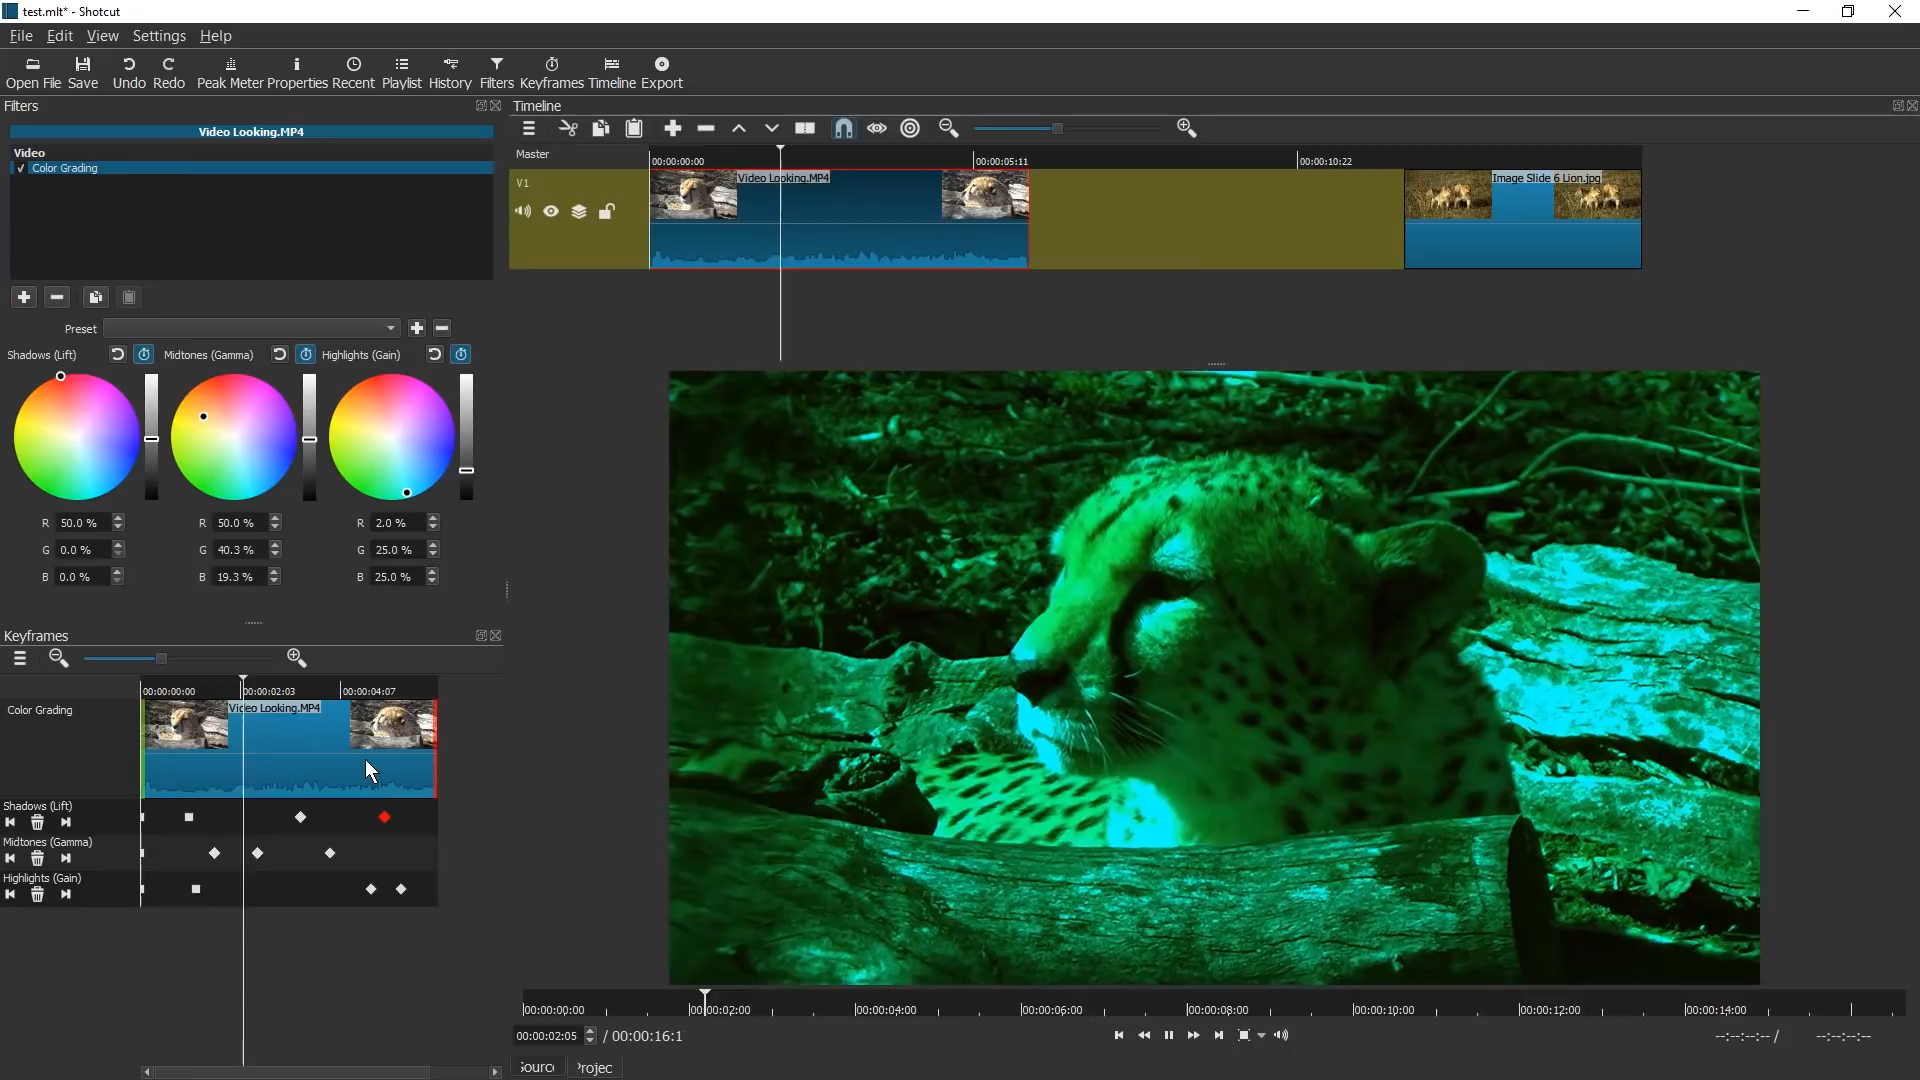 test.mlt* - Shotcut
File Edit View Settings Help
Open File Save Undo Redo Peak Meter Properties Recent Playlist History Filters Keyframes Timeline Export
Filters
Video Looking.MP4
Video
✓ Color Grading
Preset
Shadows (Lift) Midtones (Gamma) Highlights (Gain)
R 50.0 % R 50.0 % R 2.0 %
G 0.0 % G 40.3 % G 25.0 %
B 0.0 % B 19.3 % B 25.0 %
Keyframes
00:00:00:00 00:00:02:03 00:00:04:07
Color Grading
Video Looking.MP4
Shadows (Lift)
Midtones (Gamma)
Highlights (Gain)
Timeline
Master
00:00:00:00 00:00:05:11 00:00:10:22
V1
Video Looking.MP4
Image Slide 6 Lion.jpg
00:00:00:00 00:00:02:00 00:00:04:00 00:00:06:00 00:00:08:00 00:00:10:00 00:00:12:00 00:00:14:00
00:00:02:05 / 00:00:16:1
--:--:--:-- / --:--:--:--
Sourc Projec